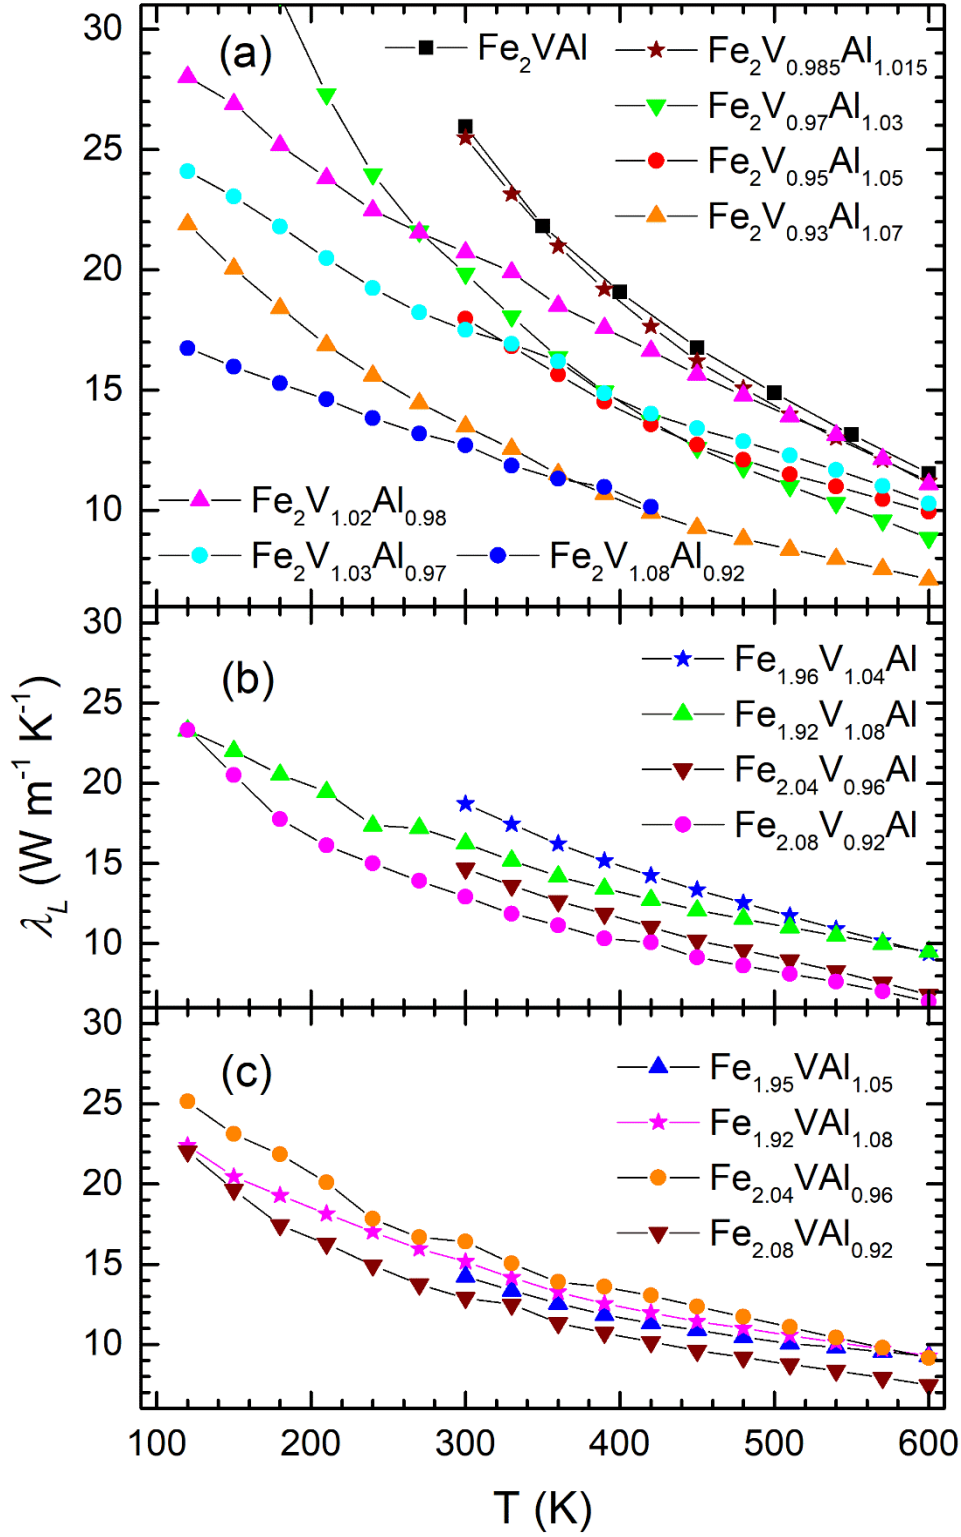 30
25
20
15
10
(a)
Fe₂VAl
Fe₂V₀.₉₈₅Al₁.₀₁₅
Fe₂V₀.₉₇Al₁.₀₃
Fe₂V₀.₉₅Al₁.₀₅
Fe₂V₀.₉₃Al₁.₀₇
Fe₂V₁.₀₂Al₀.₉₈
Fe₂V₁.₀₃Al₀.₉₇
Fe₂V₁.₀₈Al₀.₉₂
λ_L (W m⁻¹ K⁻¹)
30
25
20
15
10
(b)
Fe₁.₉₆V₁.₀₄Al
Fe₁.₉₂V₁.₀₈Al
Fe₂.₀₄V₀.₉₆Al
Fe₂.₀₈V₀.₉₂Al
30
25
20
15
10
(c)
Fe₁.₉₅VAl₁.₀₅
Fe₁.₉₂VAl₁.₀₈
Fe₂.₀₄VAl₀.₉₆
Fe₂.₀₈VAl₀.₉₂
100 200 300 400 500 600
T (K)